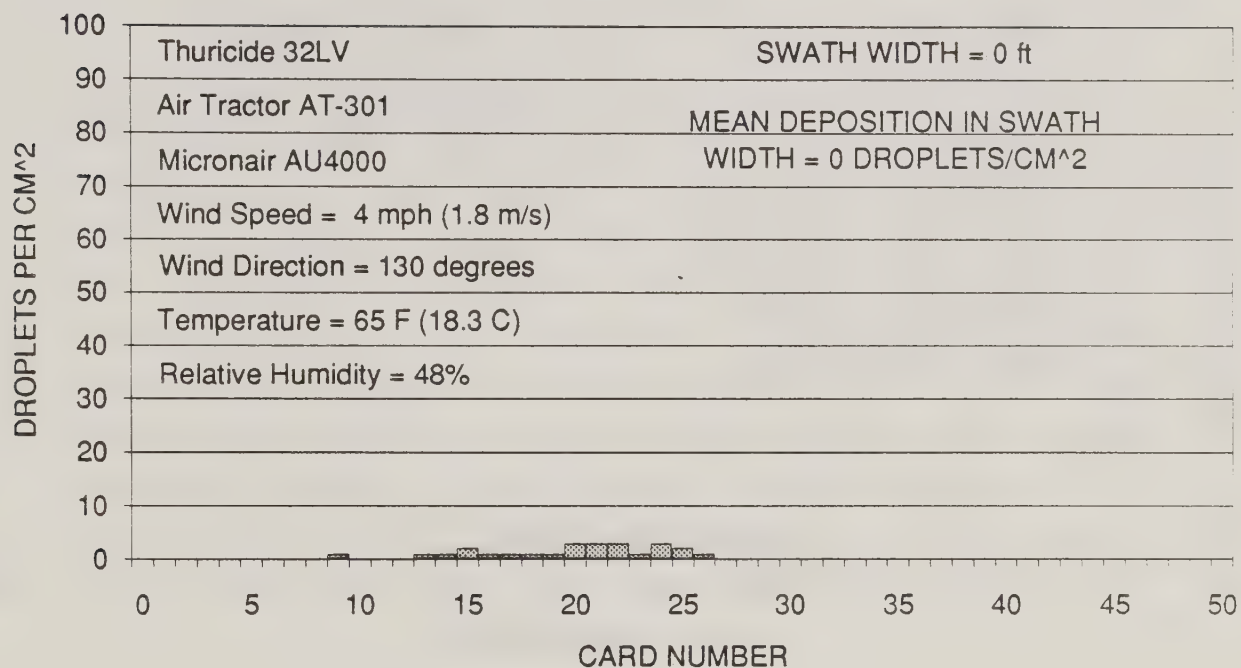 100
90
80
70
60
50
40
30
20
10
0
DROPLETS PER CM^2
Thuricide 32LV
SWATH WIDTH = 0 ft
Air Tractor AT-301
MEAN DEPOSITION IN SWATH
Micronair AU4000
WIDTH = 0 DROPLETS/CM^2
Wind Speed = 4 mph (1.8 m/s)
Wind Direction = 130 degrees
Temperature = 65 F (18.3 C)
Relative Humidity = 48%
0 5 10 15 20 25 30 35 40 45 50
CARD NUMBER